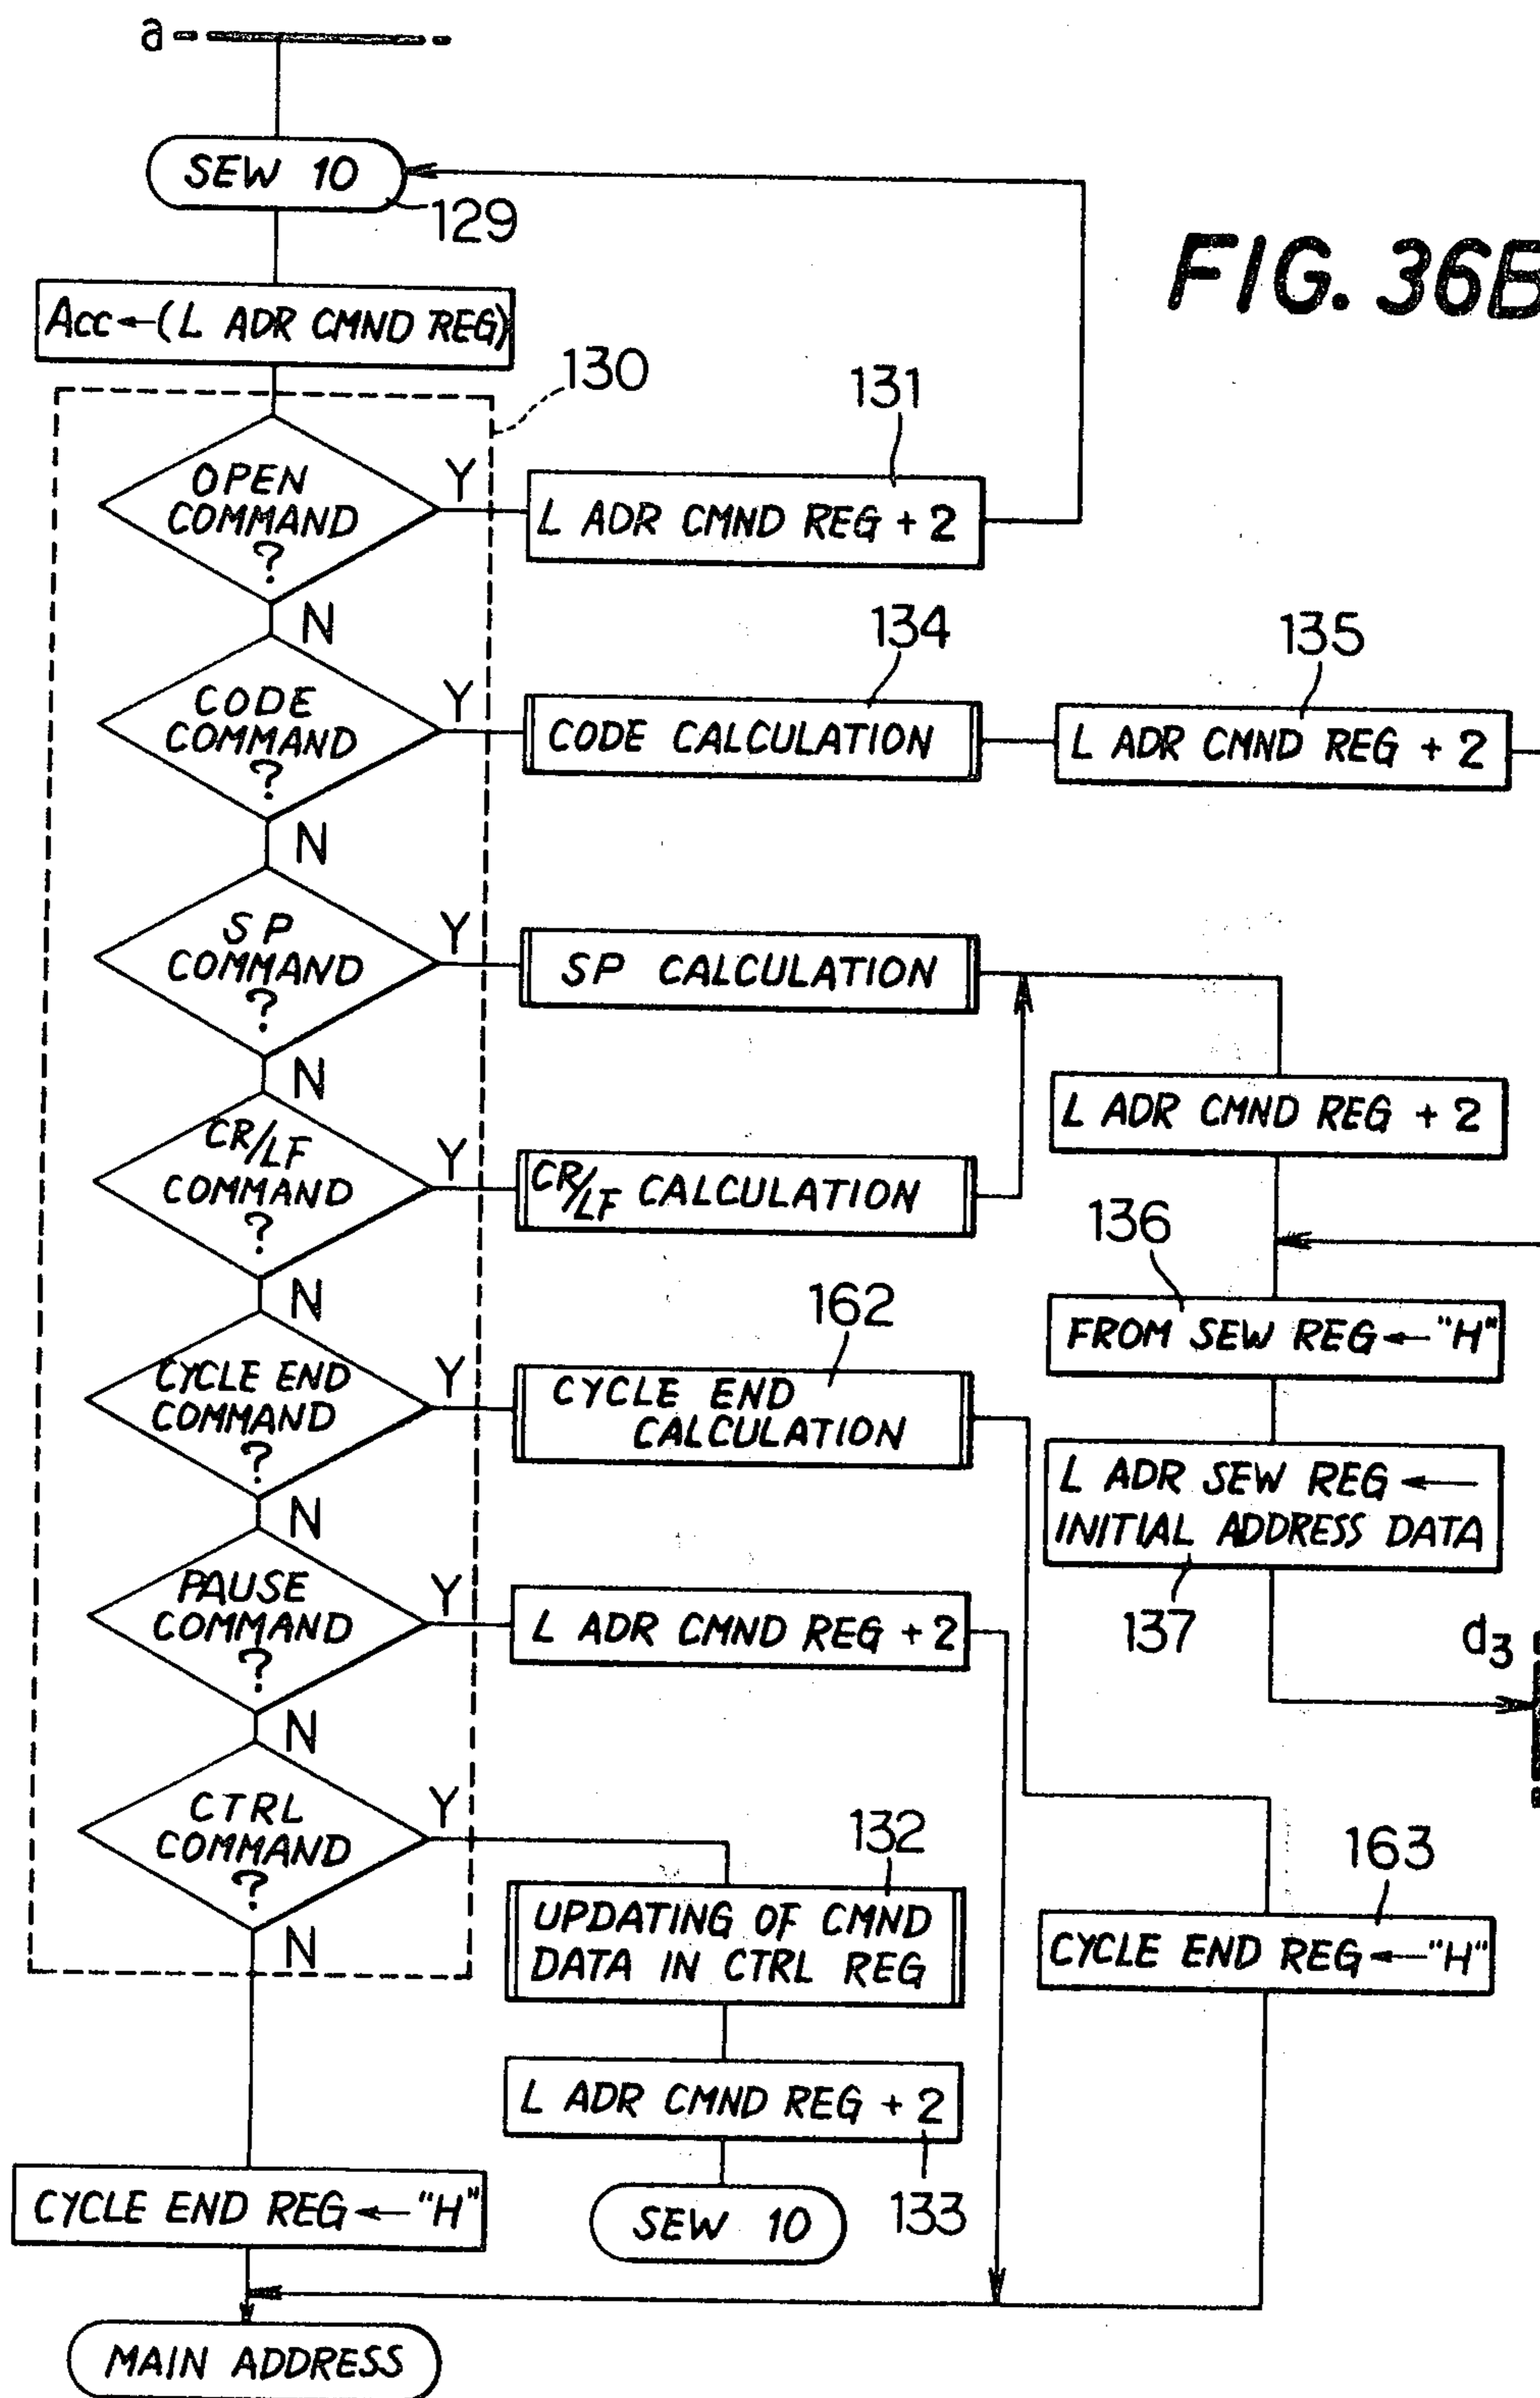 a
SEW 10
129
FIG. 36B
Acc ← (L ADR CMND REG)
130
131
OPEN
COMMAND
?
Y
L ADR CMND REG + 2
N
134
135
CODE
COMMAND
?
Y
CODE CALCULATION
L ADR CMND REG + 2
N
SP
COMMAND
?
Y
SP CALCULATION
N
L ADR CMND REG + 2
CR/LF
COMMAND
?
Y
CR/LF CALCULATION
136
N
162
FROM SEW REG ← "H"
CYCLE END
COMMAND
?
Y
CYCLE END
CALCULATION
L ADR SEW REG ←
INITIAL ADDRESS DATA
N
137
d3
PAUSE
COMMAND
?
Y
L ADR CMND REG + 2
N
CTRL
COMMAND
?
Y
132
163
UPDATING OF CMND
DATA IN CTRL REG
CYCLE END REG ← "H"
N
L ADR CMND REG + 2
133
CYCLE END REG ← "H"
SEW 10
MAIN ADDRESS